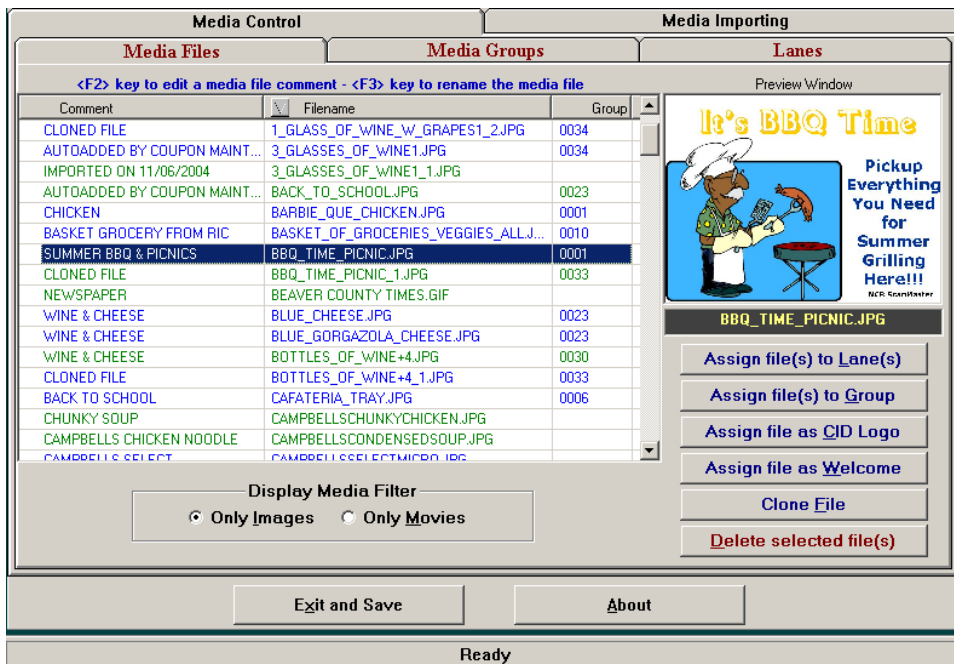 Media Control Media Importing
Media Files Media Groups Lanes
<F2> key to edit a media file comment - <F3> key to rename the media file
Preview Window
Comment Filename Group
CLONED FILE 1_GLASS_OF_WINE_W_GRAPES1_2.JPG 0034
AUTOADDED BY COUPON MAINT... 3_GLASSES_OF_WINE1.JPG 0034
IMPORTED ON 11/06/2004 3_GLASSES_OF_WINE1_1.JPG
AUTOADDED BY COUPON MAINT... BACK_TO_SCHOOL.JPG 0023
CHICKEN BARBIE_QUE_CHICKEN.JPG 0001
BASKET GROCERY FROM RIC BASKET_OF_GROCERIES_VEGGIES_ALL.J... 0010
SUMMER BBQ & PICNICS BBQ_TIME_PICNIC.JPG 0001
CLONED FILE BBQ_TIME_PICNIC_1.JPG 0033
NEWSPAPER BEAVER COUNTY TIMES.GIF
WINE & CHEESE BLUE_CHEESE.JPG 0023
WINE & CHEESE BLUE_GORGAZOLA_CHEESE.JPG 0023
WINE & CHEESE BOTTLES_OF_WINE+4.JPG 0030
CLONED FILE BOTTLES_OF_WINE+4_1.JPG 0033
BACK TO SCHOOL CAFATERIA_TRAY.JPG 0006
CHUNKY SOUP CAMPBELLSCHUNKYCHICKEN.JPG
CAMPBELLS CHICKEN NOODLE CAMPBELLSCONDENSEDSOUP.JPG
CAMPBELLS SELECT CAMPBELLSSELECTMICRO.JPG
It's BBQ Time
Pickup
Everything
You Need
for
Summer
Grilling
Here!!!
NCR ScanMaster
BBQ_TIME_PICNIC.JPG
Assign file(s) to Lane(s)
Assign file(s) to Group
Assign file as CID Logo
Assign file as Welcome
Clone File
Delete selected file(s)
Display Media Filter
Only Images Only Movies
Exit and Save About
Ready